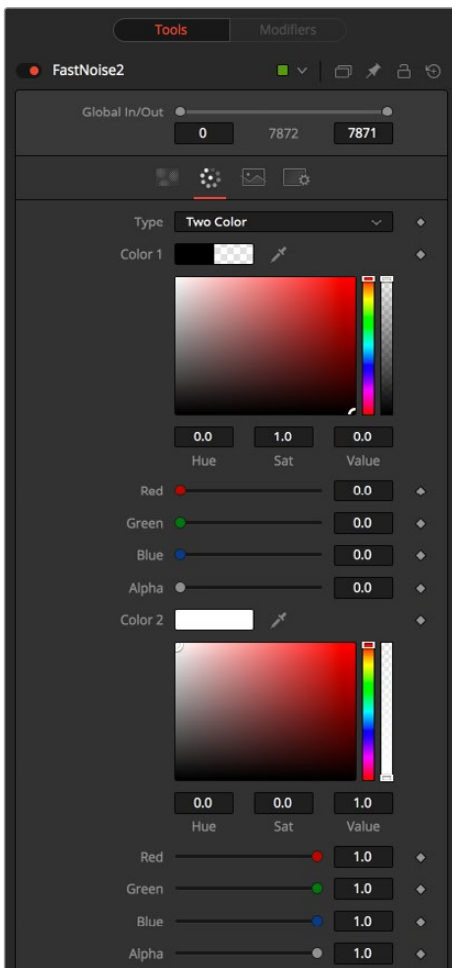 Tools Modifiers
FastNoise2
Global In/Out
0 7872 7871
Type Two Color
Color 1
0.0 1.0 0.0
Hue Sat Value
Red 0.0
Green 0.0
Blue 0.0
Alpha 0.0
Color 2
0.0 0.0 1.0
Hue Sat Value
Red 1.0
Green 1.0
Blue 1.0
Alpha 1.0